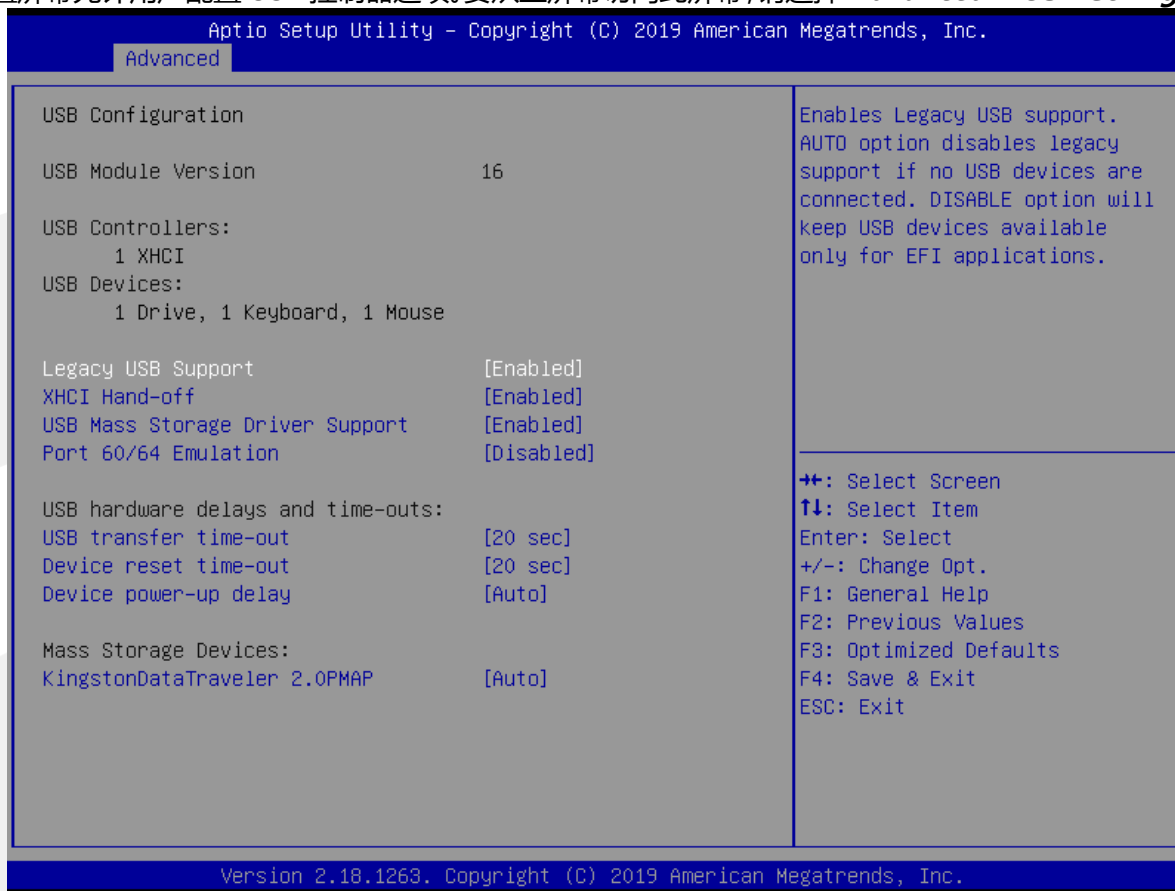 Aptio Setup Utility – Copyright (C) 2019 American Megatrends, Inc.
Advanced
USB Configuration
USB Module Version 16
USB Controllers:
1 XHCI
USB Devices:
1 Drive, 1 Keyboard, 1 Mouse
Legacy USB Support [Enabled]
XHCI Hand-off [Enabled]
USB Mass Storage Driver Support [Enabled]
Port 60/64 Emulation [Disabled]
USB hardware delays and time-outs:
USB transfer time-out [20 sec]
Device reset time-out [20 sec]
Device power-up delay [Auto]
Mass Storage Devices:
KingstonDataTraveler 2.0PMAP [Auto]
Enables Legacy USB support.
AUTO option disables legacy
support if no USB devices are
connected. DISABLE option will
keep USB devices available
only for EFI applications.
→←: Select Screen
↑↓: Select Item
Enter: Select
+/-: Change Opt.
F1: General Help
F2: Previous Values
F3: Optimized Defaults
F4: Save & Exit
ESC: Exit
Version 2.18.1263. Copyright (C) 2019 American Megatrends, Inc.